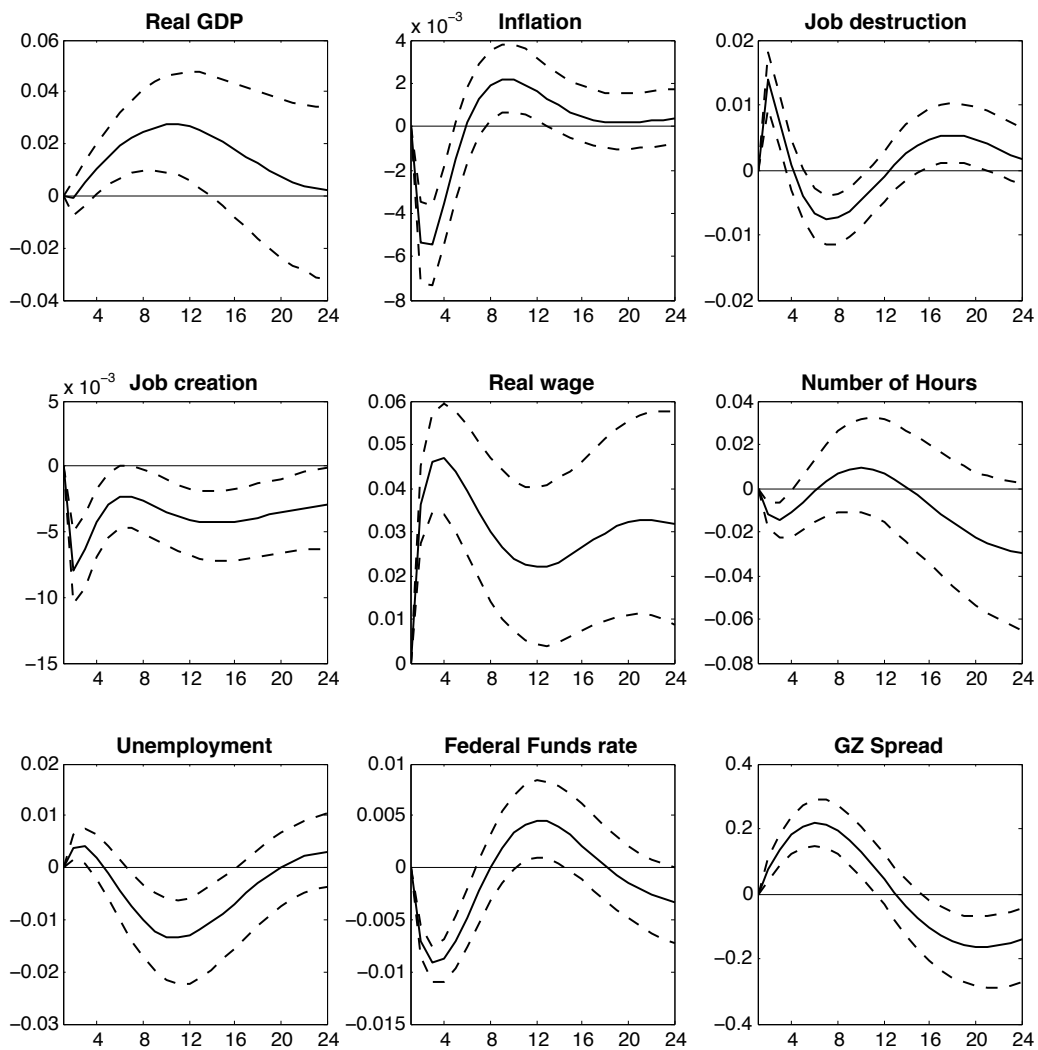 Real GDP
0.06
0.04
0.02
0
−0.02
−0.04
4 8 12 16 20 24
Inflation
x 10−3
4
2
0
−2
−4
−6
−8
4 8 12 16 20 24
Job destruction
0.02
0.01
0
−0.01
−0.02
4 8 12 16 20 24
Job creation
x 10−3
5
0
−5
−10
−15
4 8 12 16 20 24
Real wage
0.06
0.05
0.04
0.03
0.02
0.01
0
4 8 12 16 20 24
Number of Hours
0.04
0.02
0
−0.02
−0.04
−0.06
−0.08
4 8 12 16 20 24
Unemployment
0.02
0.01
0
−0.01
−0.02
−0.03
4 8 12 16 20 24
Federal Funds rate
0.01
0.005
0
−0.005
−0.01
−0.015
4 8 12 16 20 24
GZ Spread
0.4
0.2
0
−0.2
−0.4
4 8 12 16 20 24